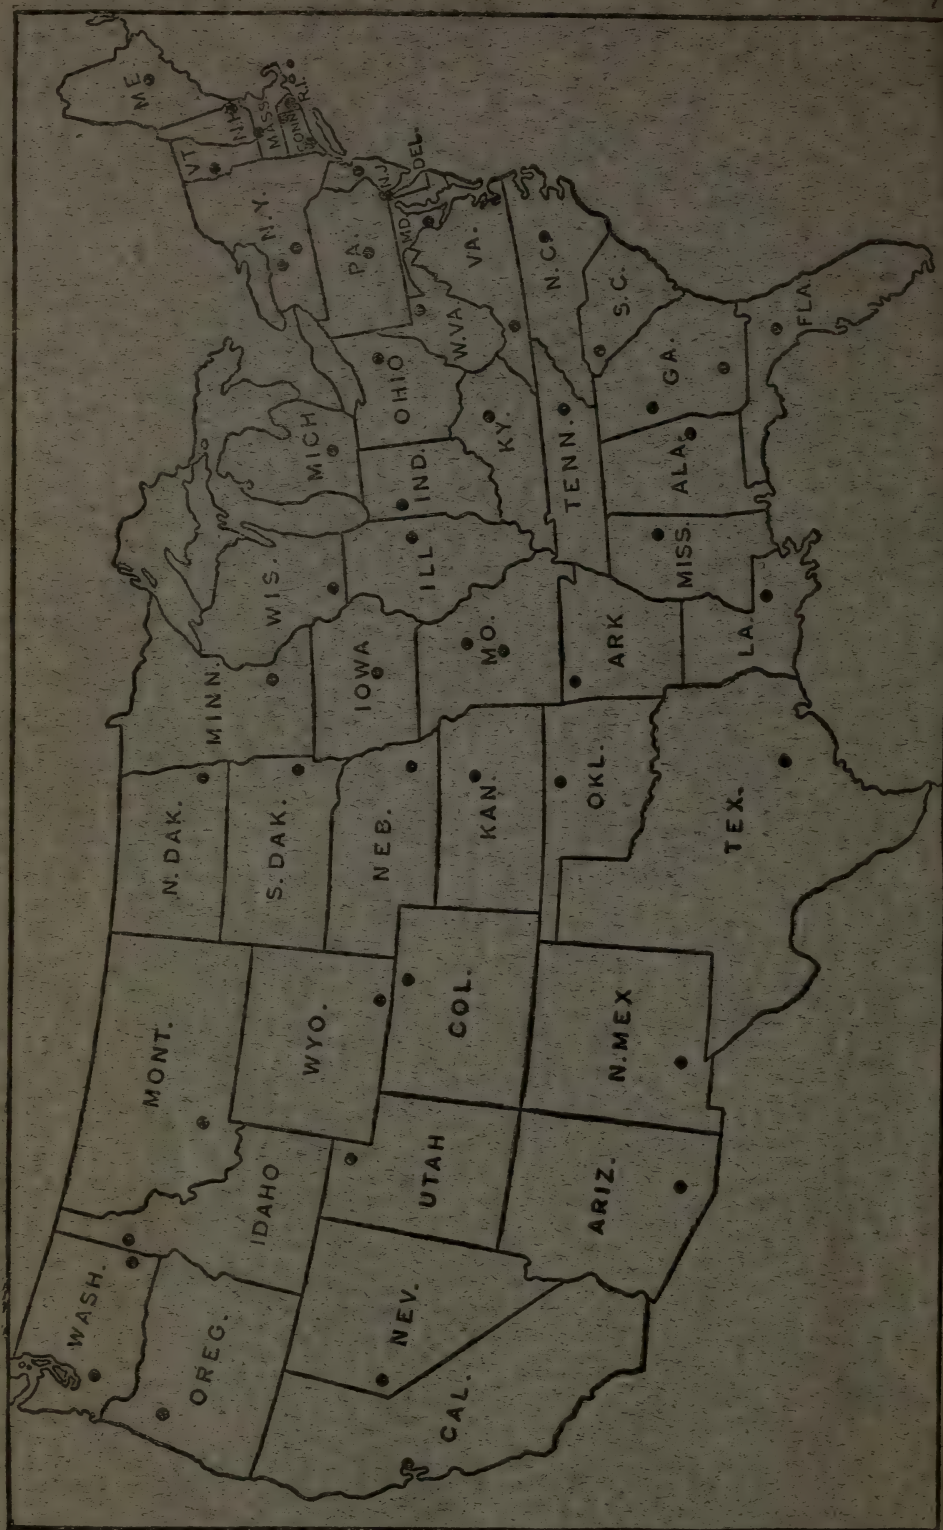 WASH.
OREG.
CAL.
NEV.
IDAHO
MONT.
WYO.
UTAH
ARIZ.
COL.
N.MEX
N.DAK.
S.DAK.
NEB.
KAN.
OKL.
TEX.
MINN.
IOWA
MO.
ARK
LA.
WIS.
ILL
MICH
IND.
OHIO
KY.
TENN.
MISS.
ALA.
GA.
FLA.
S.C.
N.C.
VA.
W.VA.
MD.
DEL.
PA.
N.J.
N.Y.
VT.
N.H.
MASS.
CONN.
R.I.
ME